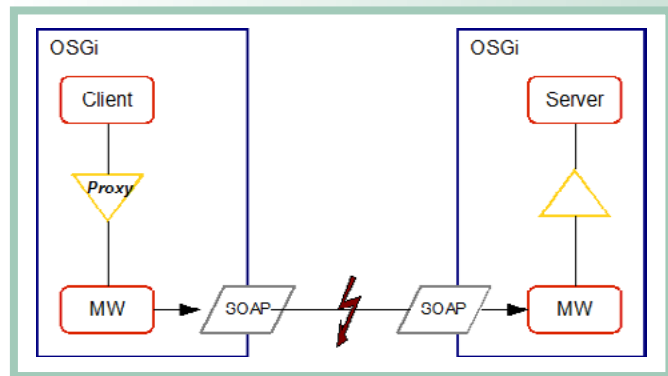 OSGi
OSGi
Client
Server
Proxy
MW
SOAP
SOAP
MW